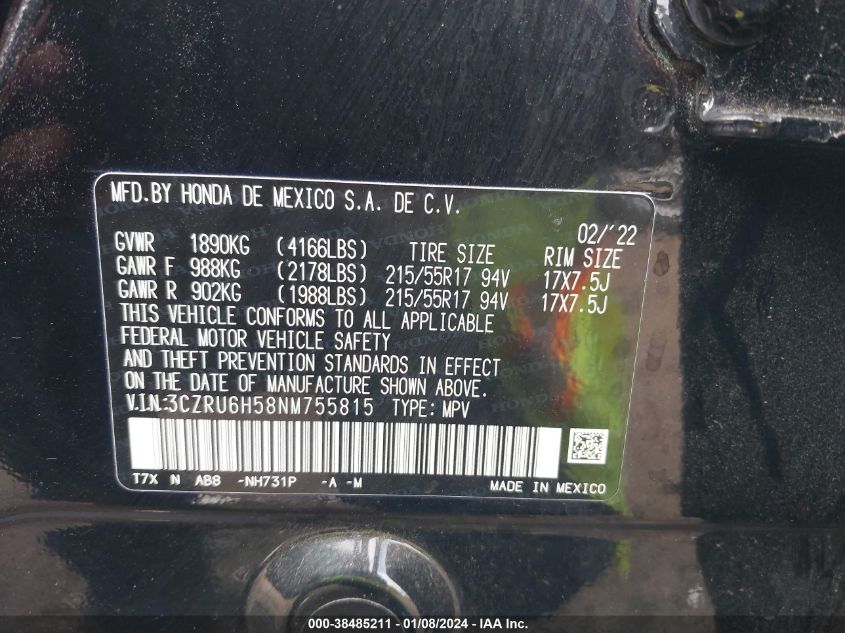 MFD.BY HONDA DE MEXICO S.A. DE C.V.
02/'22
GVWR 1890KG (4166LBS) TIRE SIZE RIM SIZE
GAWR F 988KG (2178LBS) 215/55R17 94V 17X7.5J
GAWR R 902KG (1988LBS) 215/55R17 94V 17X7.5J
THIS VEHICLE CONFORMS TO ALL APPLICABLE
FEDERAL MOTOR VEHICLE SAFETY
AND THEFT PREVENTION STANDARDS IN EFFECT
ON THE DATE OF MANUFACTURE SHOWN ABOVE.
V.I.N:3CZRU6H58NM755815 TYPE: MPV
T7X N AB8 -NH731P -A -M
MADE IN MEXICO
000-38485211 - 01/08/2024 - IAA Inc.